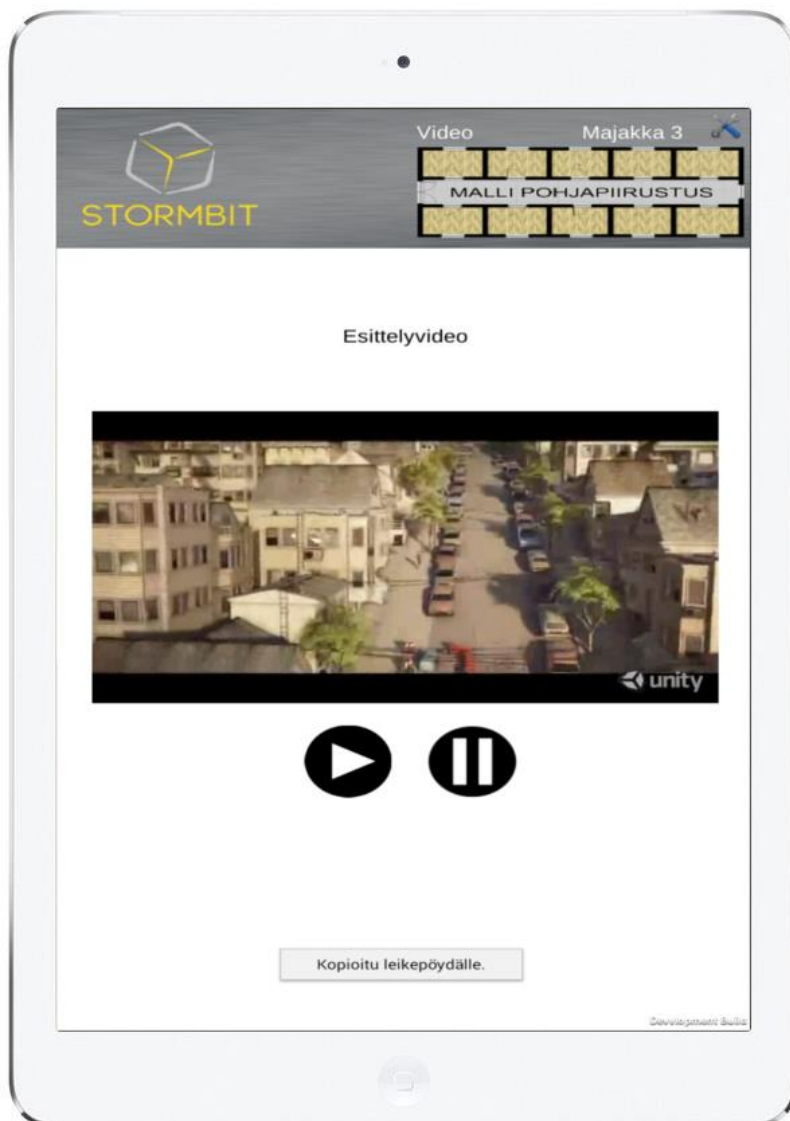 Video
Majakka 3
STORMBIT
MALLI POHJAPIIRUSTUS
Esittelyvideo
unity
Kopioitu leikepöydälle.
Development Build